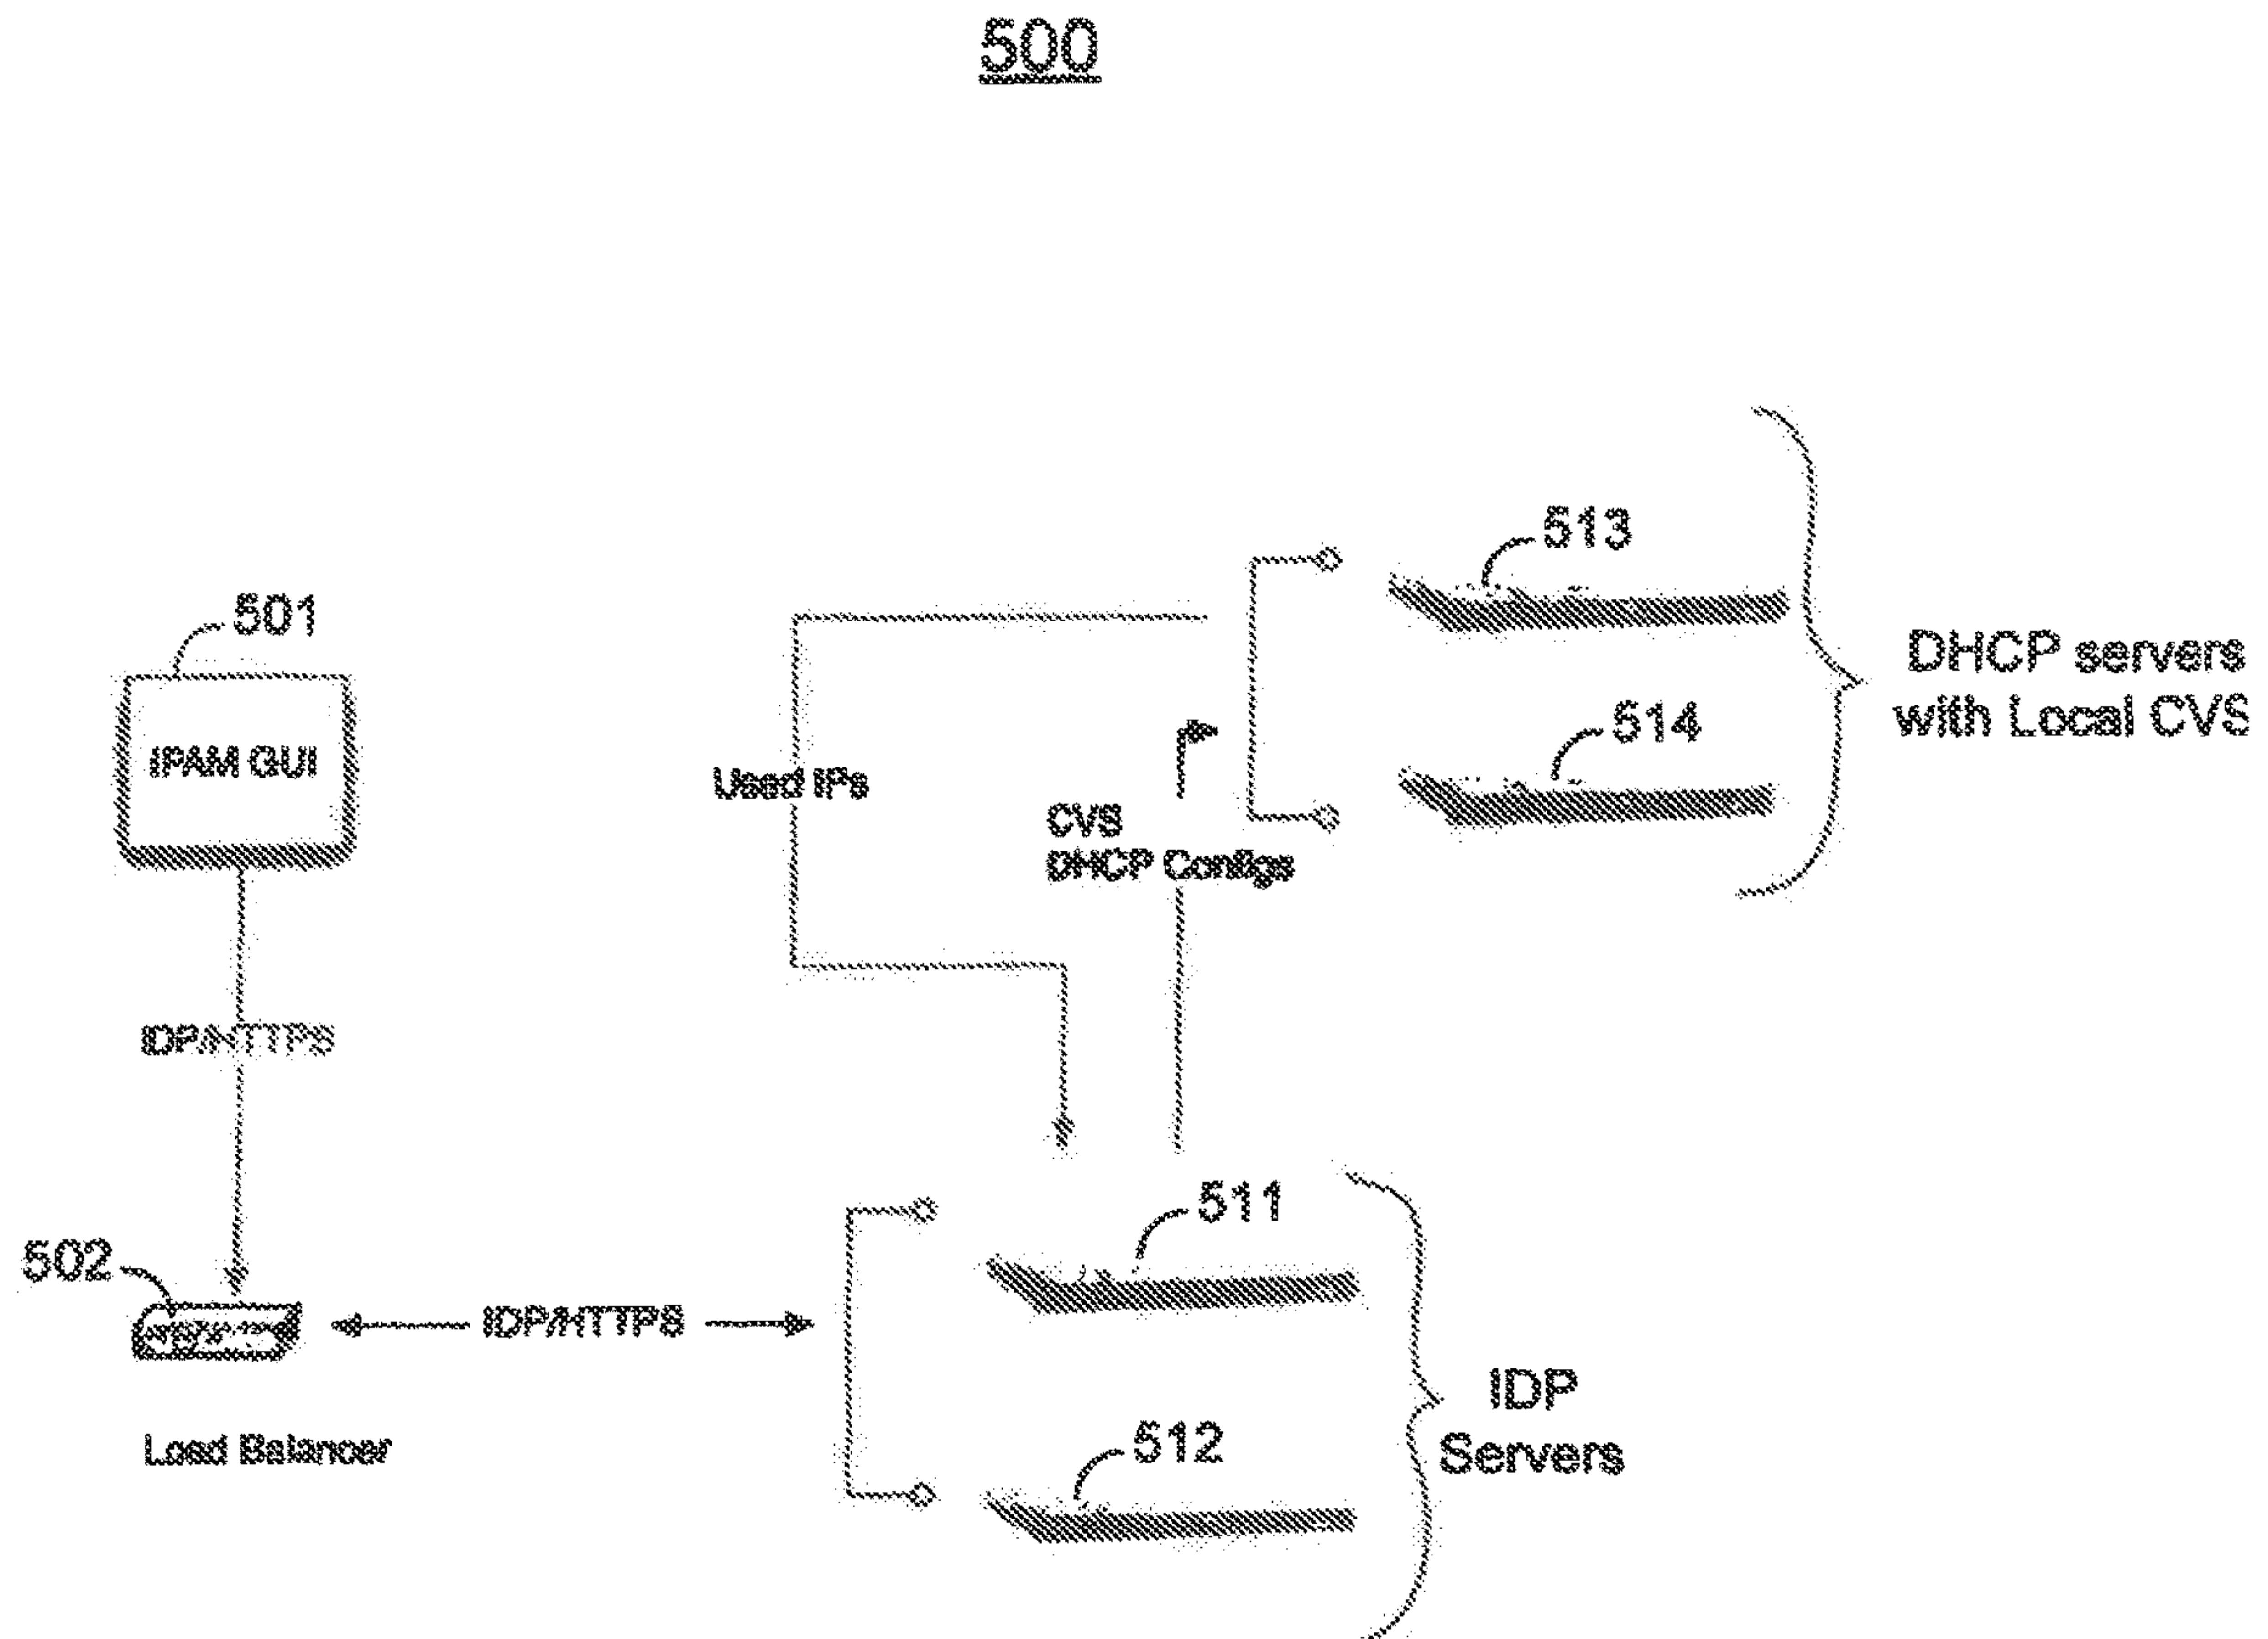 500
513
501
DHCP servers
with Local CVS
514
IPAM GUI
Used IPs
CVS
DHCP Configs
IDP/HTTPS
511
502
IDP/HTTPS
IDP
Servers
512
Load Balancer